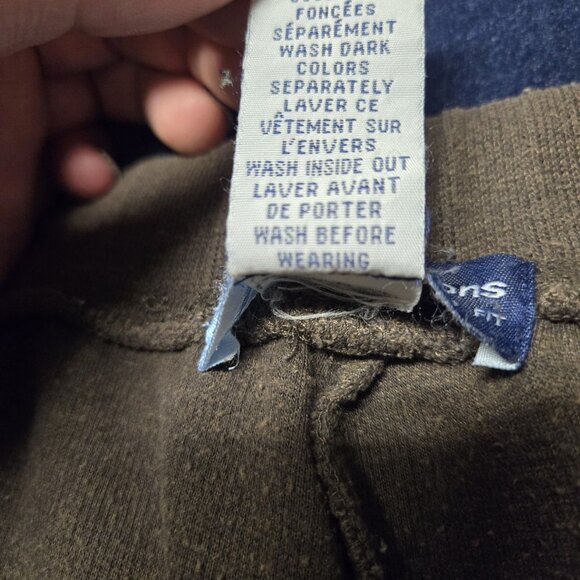 FONCÉES
SÉPARÉMENT
WASH DARK
COLORS
SEPARATELY
LAVER CE
VÊTEMENT SUR
L'ENVERS
WASH INSIDE OUT
LAVER AVANT
DE PORTER
WASH BEFORE
WEARING
FIT